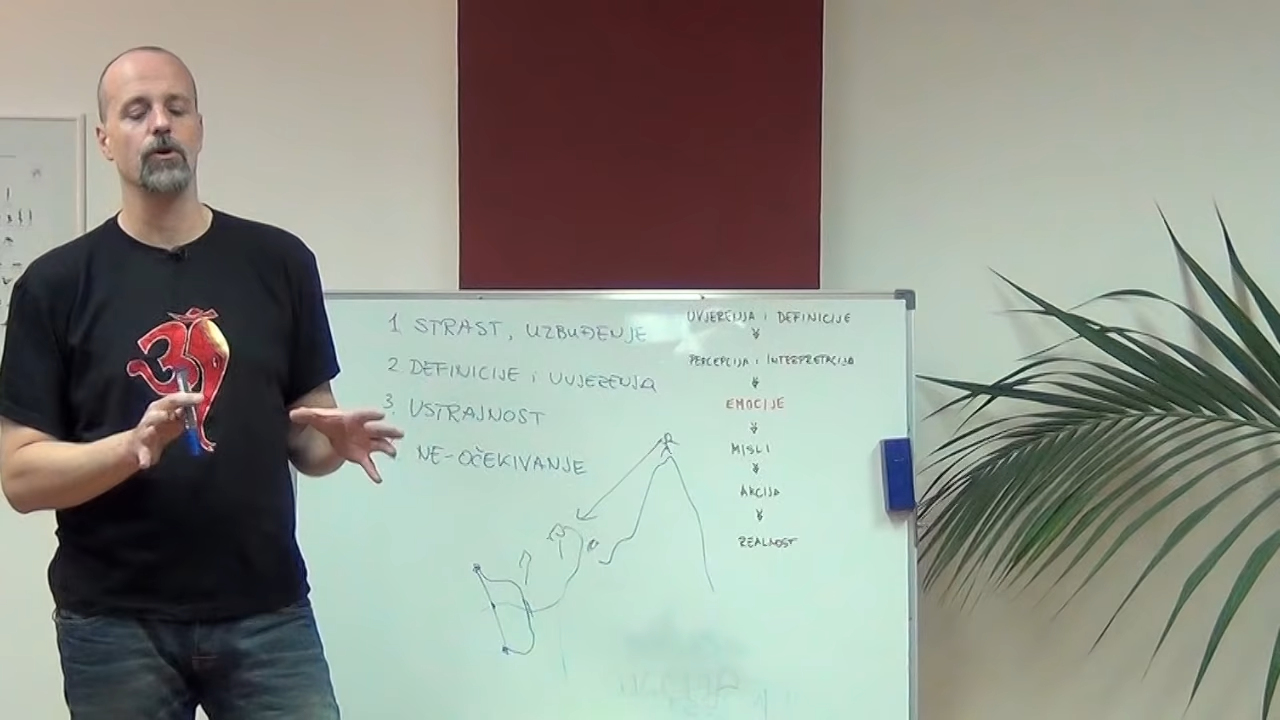 1 STRAST, UZBUĐENJE
2 DEFINICIJE i UVJERENJA
3. USTRAJNOST
NE-OČEKIVANJE
UVJERENJA i DEFINICIJE
PERCEPCIJA i INTERPRETACIJA
EMOCIJE
MISLI
AKCIJA
REALNOST